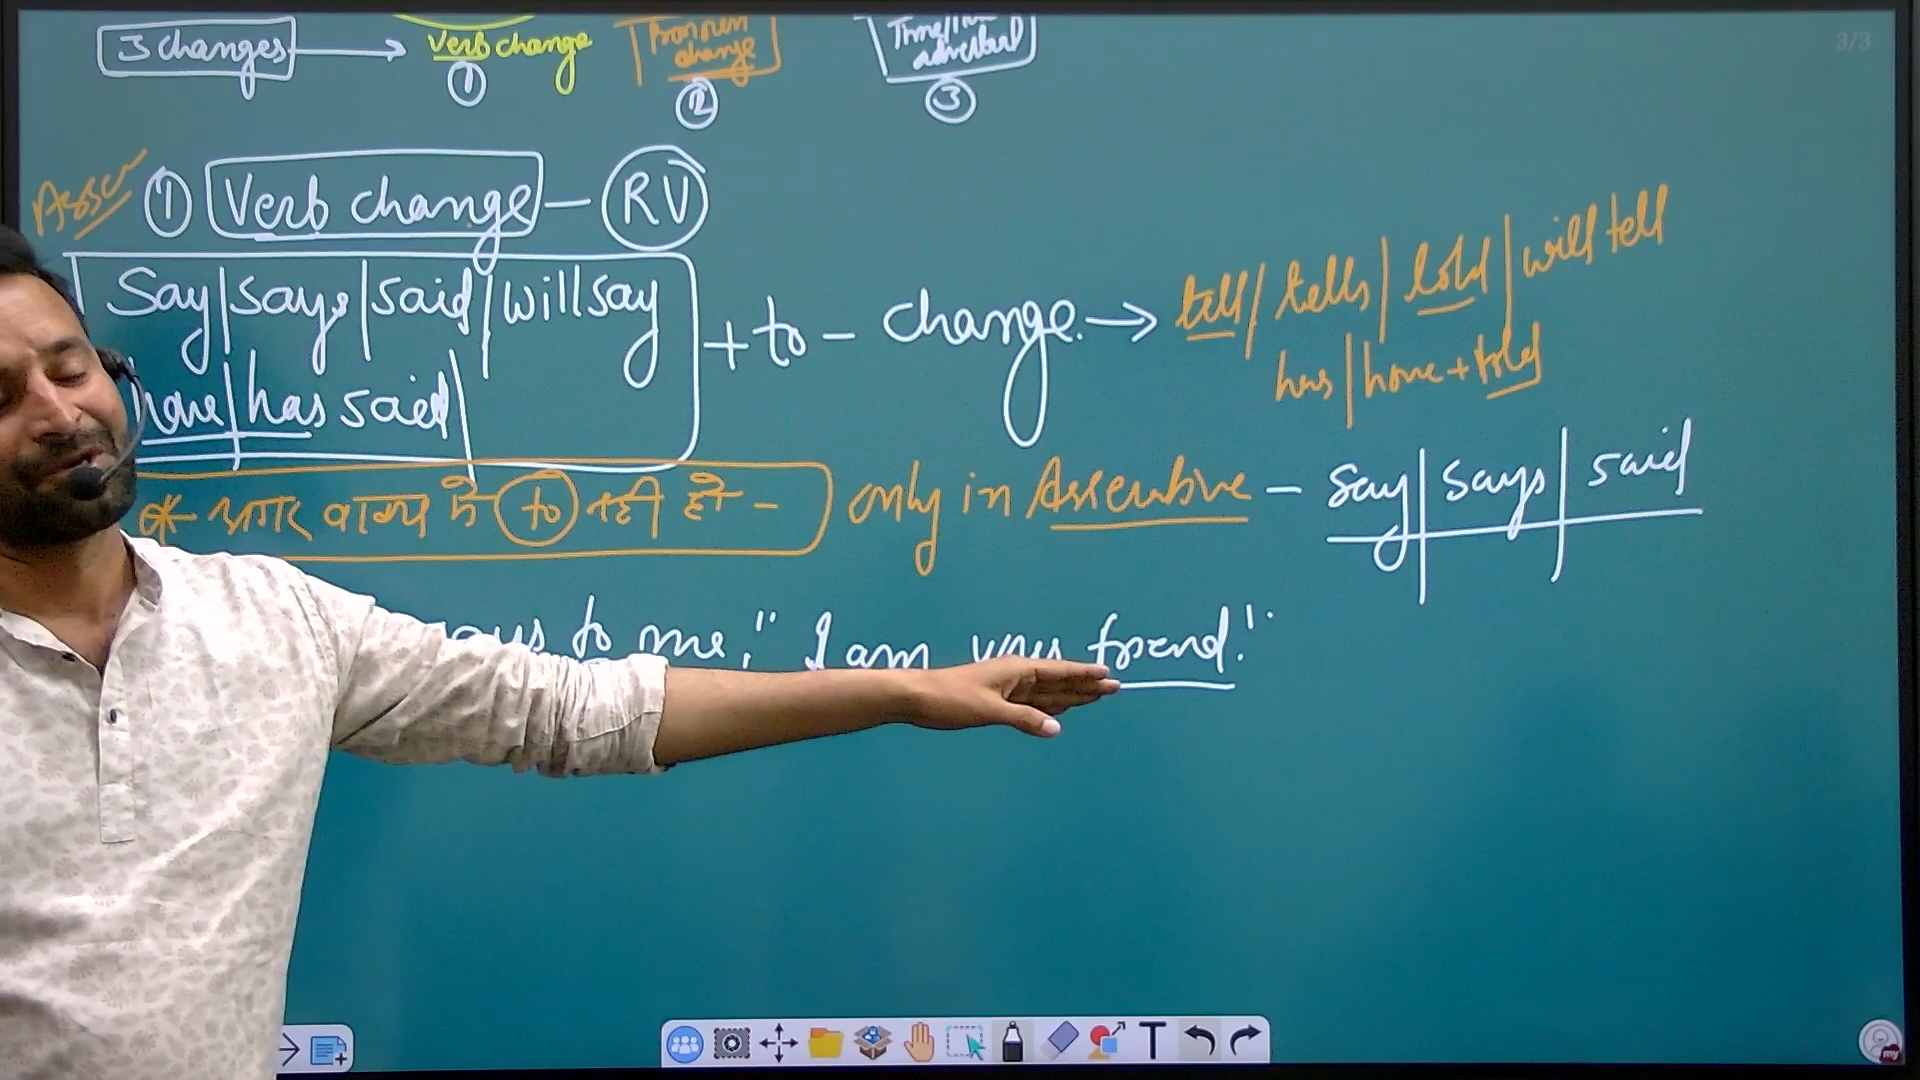 3 changes → Verb change Pronoun change Time/ adverbial
① ② ③
3/3
① Verb change – RV
Say | says | said | will say + to – change. → tell / tells | told | will tell
have | has said has | have + told
* अगर वाक्य में to नही हो – only in Assertive – say | says | said
says to me, "I am your friend".
T
my